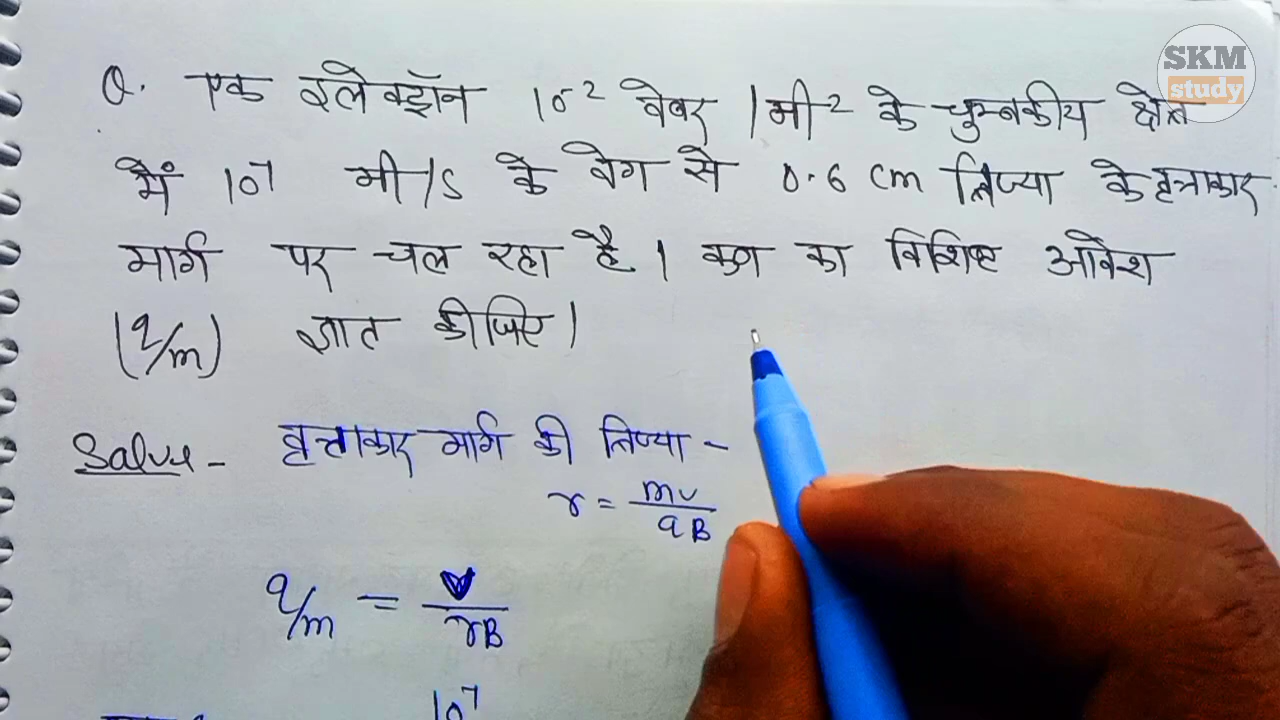 SKM
study
Q. एक इलेक्ट्रॉन 10⁻² वेबर / मी² के चुम्बकीय क्षेत्र
में 10⁷ मी/s के वेग से 0.6 cm त्रिज्या के वृत्ताकार
मार्ग पर चल रहा है। कण का विशिष्ट आवेश
(q/m) ज्ञात कीजिए।
Solve - वृत्ताकार मार्ग की त्रिज्या -
r = mv / qB
q/m = v / rB
10⁷